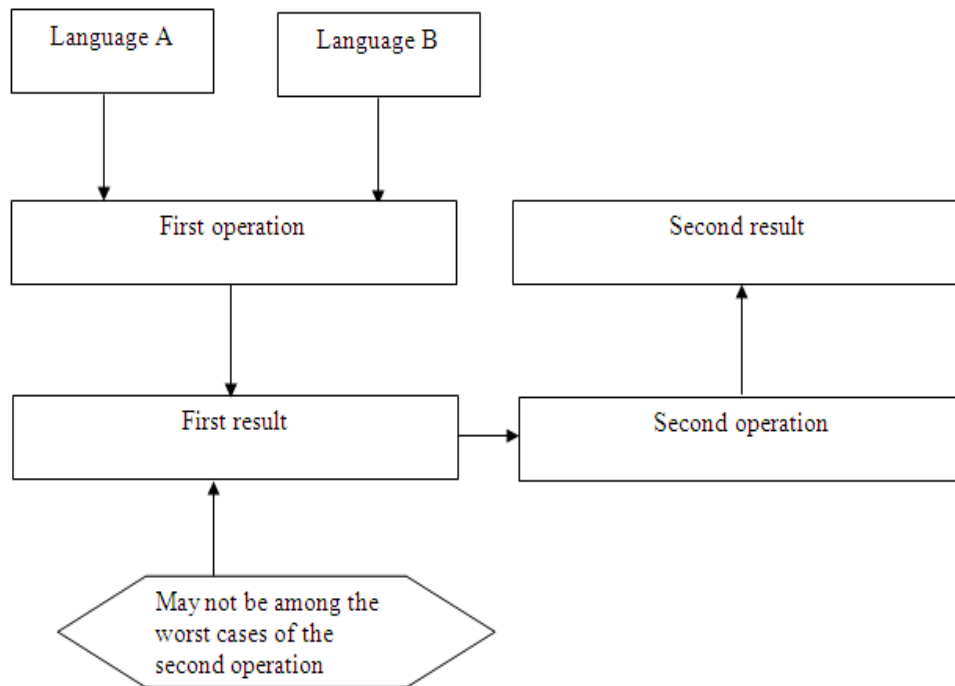 Language A
Language B
First operation
Second result
First result
Second operation
May not be among the
worst cases of the
second operation